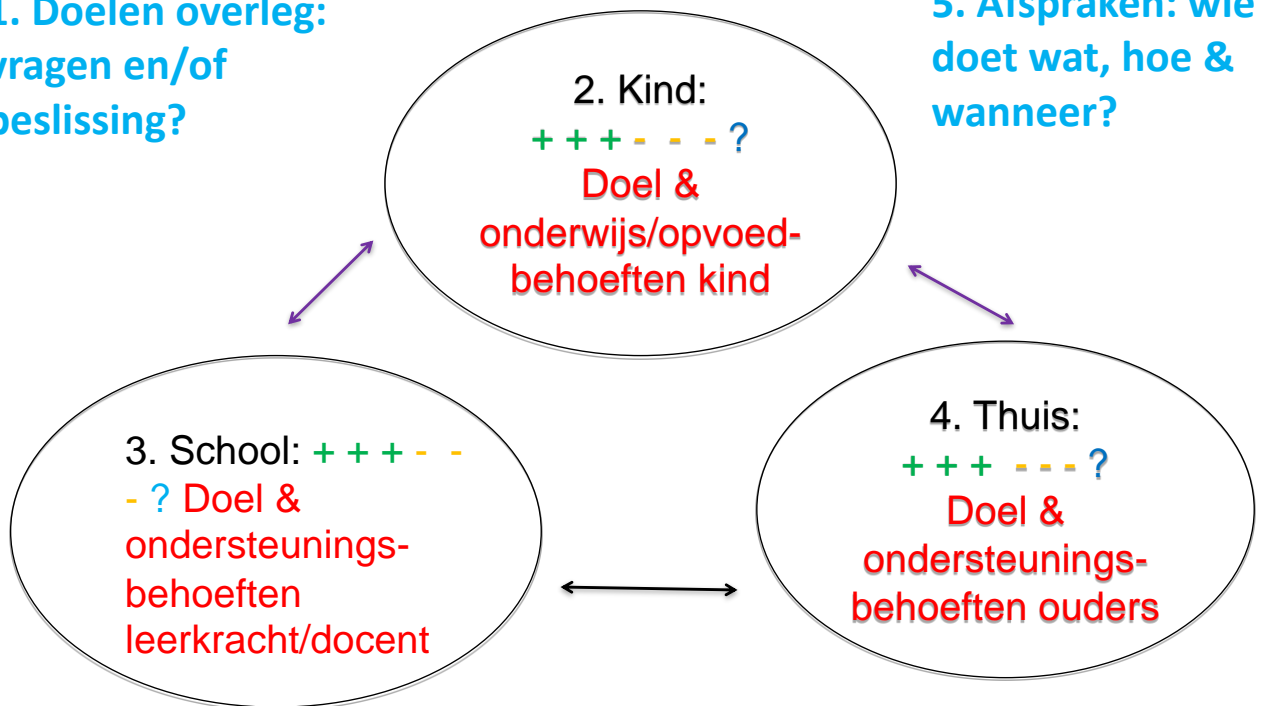 1. Doelen overleg:
vragen en/of
beslissing?
5. Afspraken: wie
doet wat, hoe &
wanneer?
2. Kind:
+ + + - - - ?
Doel &
onderwijs/opvoed-
behoeften kind
3. School: + + + - -
- ? Doel &
ondersteunings-
behoeften
leerkracht/docent
4. Thuis:
+ + + - - - ?
Doel &
ondersteunings-
behoeften ouders